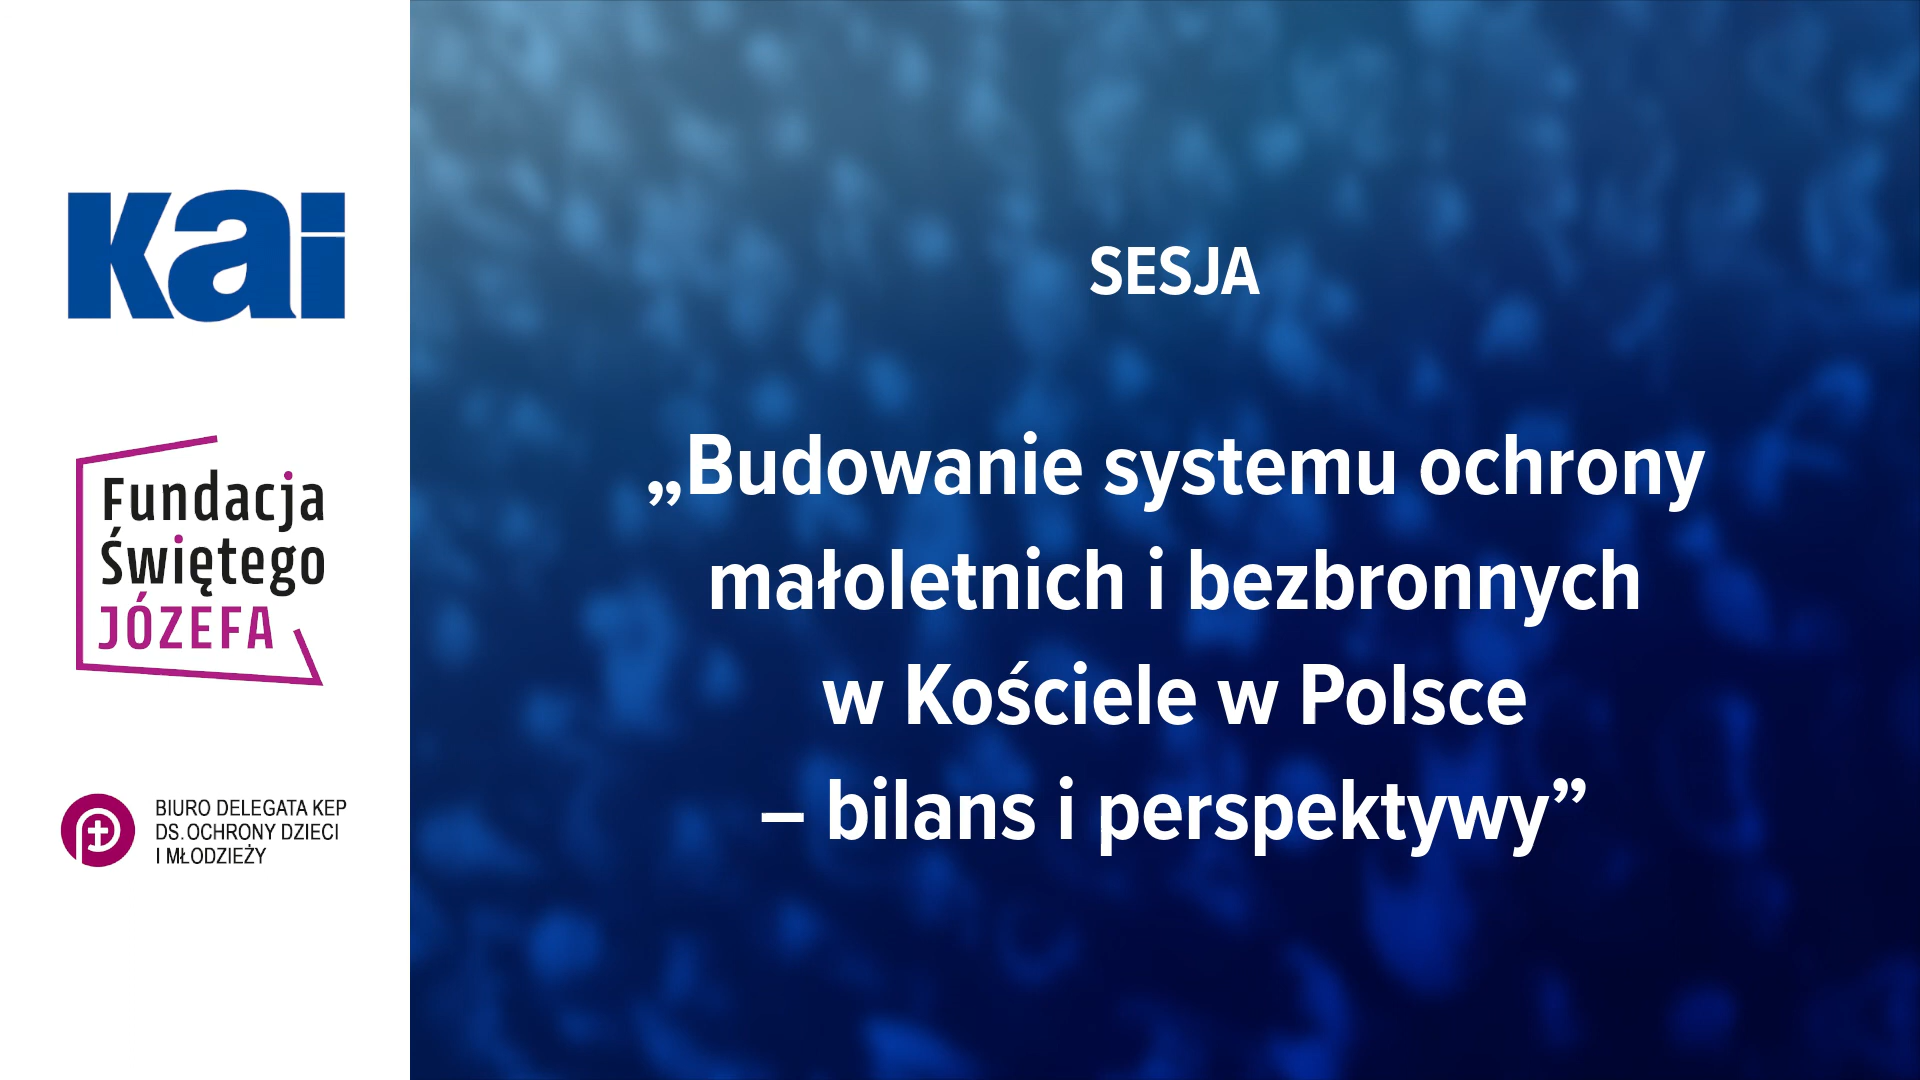 kai
Fundacja
Świętego
JÓZEFA
BIURO DELEGATA KEP
DS. OCHRONY DZIECI
I MŁODZIEŻY
SESJA
„Budowanie systemu ochrony
małoletnich i bezbronnych
w Kościele w Polsce
– bilans i perspektywy”